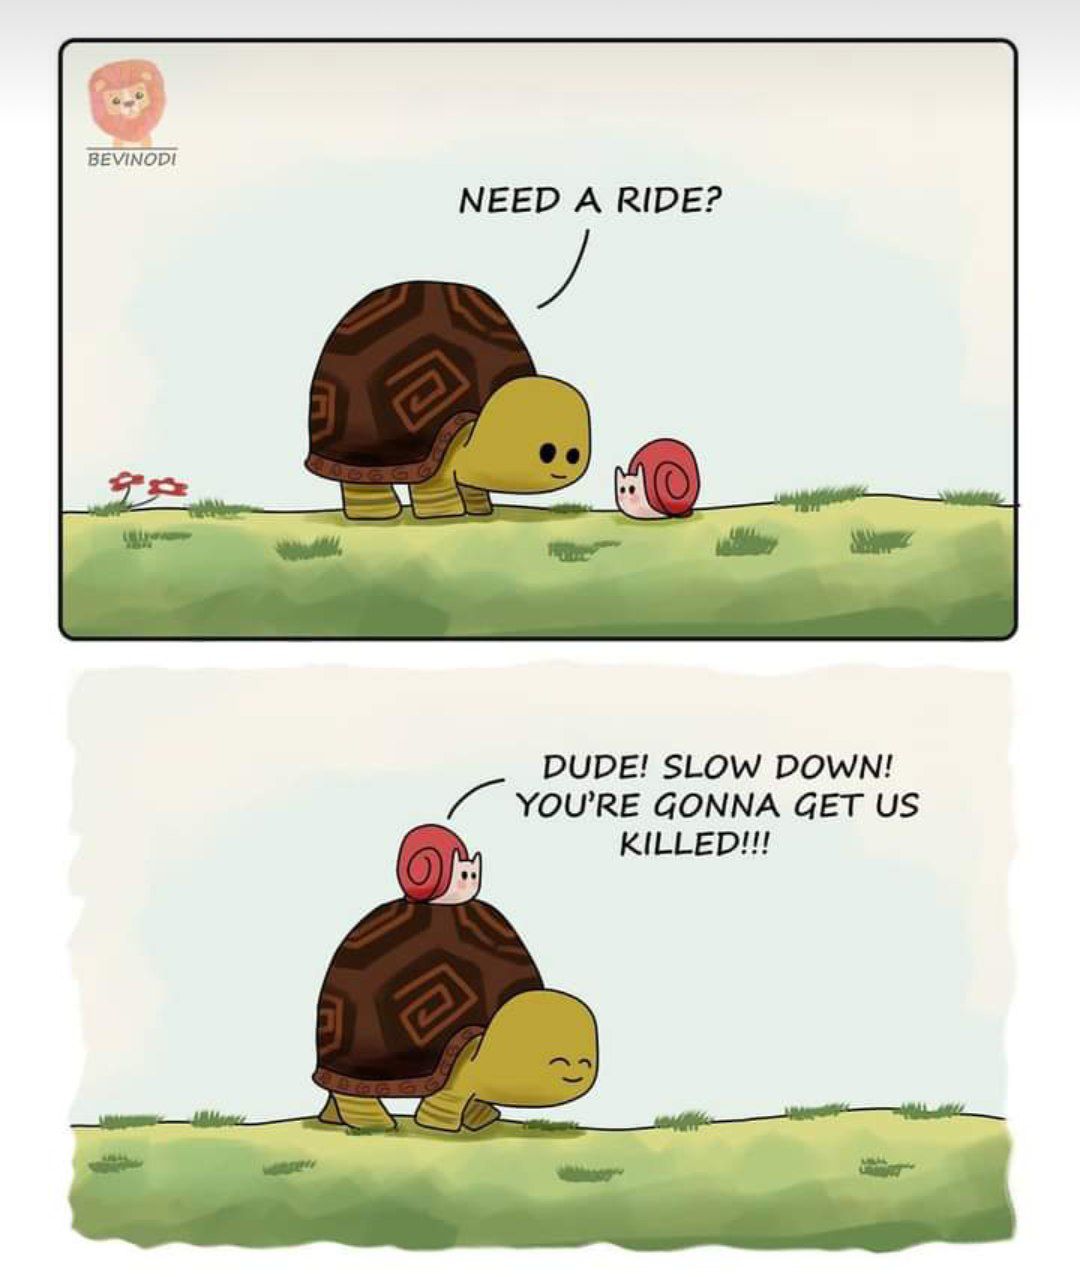 BEVINODI
NEED A RIDE?
DUDE! SLOW DOWN!
YOU'RE GONNA GET US
KILLED!!!